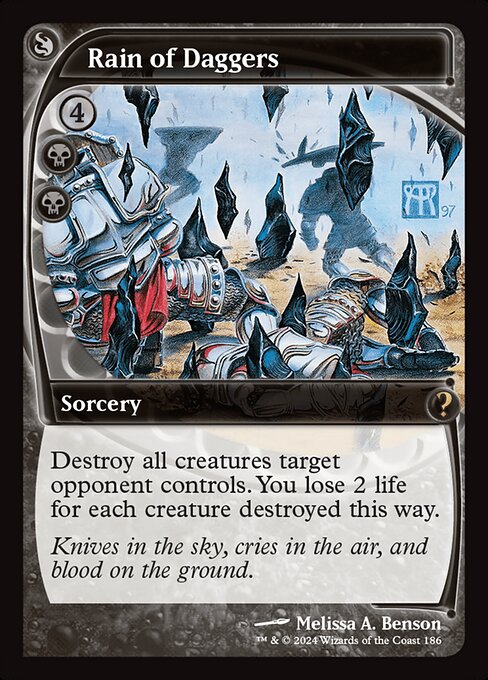 Rain of Daggers
4
97
Sorcery
?
Destroy all creatures target
opponent controls. You lose 2 life
for each creature destroyed this way.
Knives in the sky, cries in the air, and
blood on the ground.
Melissa A. Benson
™ & © 2024 Wizards of the Coast 186